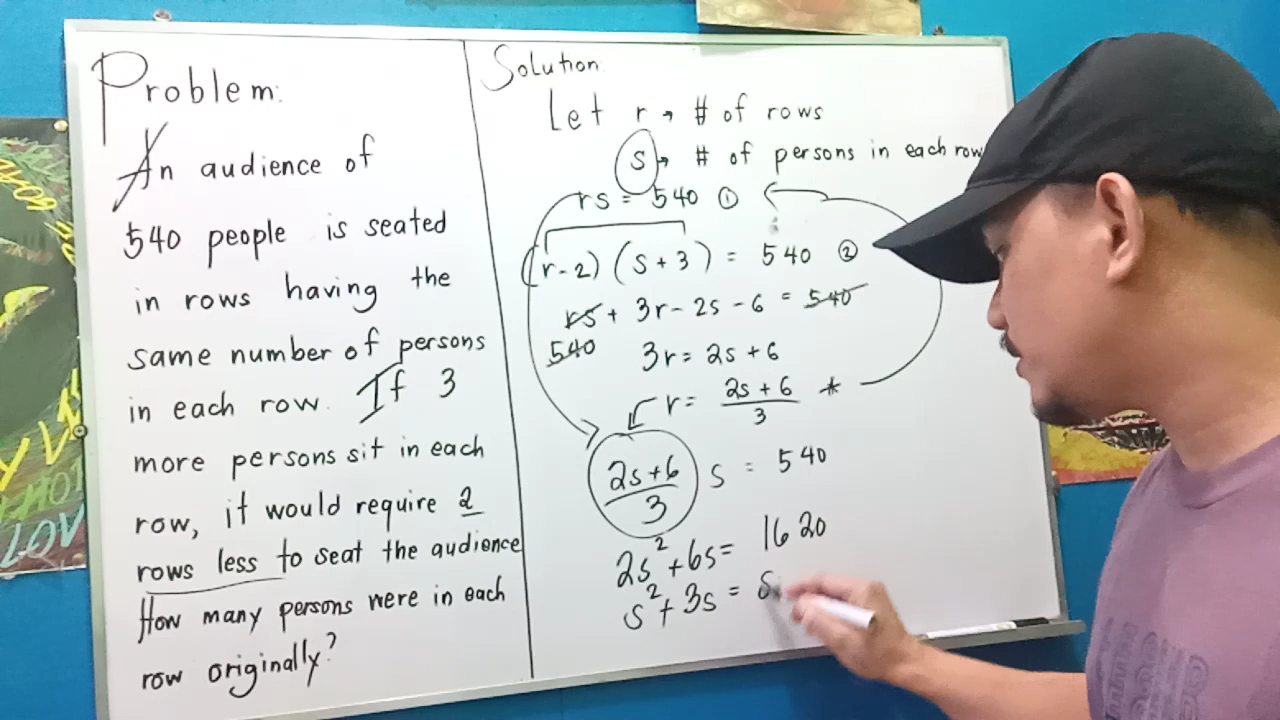 Problem:
An audience of
540 people is seated
in rows having the
same number of persons
in each row. If 3
more persons sit in each
row, it would require 2
rows less to seat the audience
How many persons were in each
row originally?
Solution:
Let r → # of rows
s → # of persons in each row
rs = 540 ①
(r-2) (s+3) = 540 ②
rs + 3r - 2s - 6 = 540
540 3r = 2s + 6
r = (2s + 6)/3 *
(2s+6)/3 s = 540
2s² + 6s = 1620
s² + 3s =